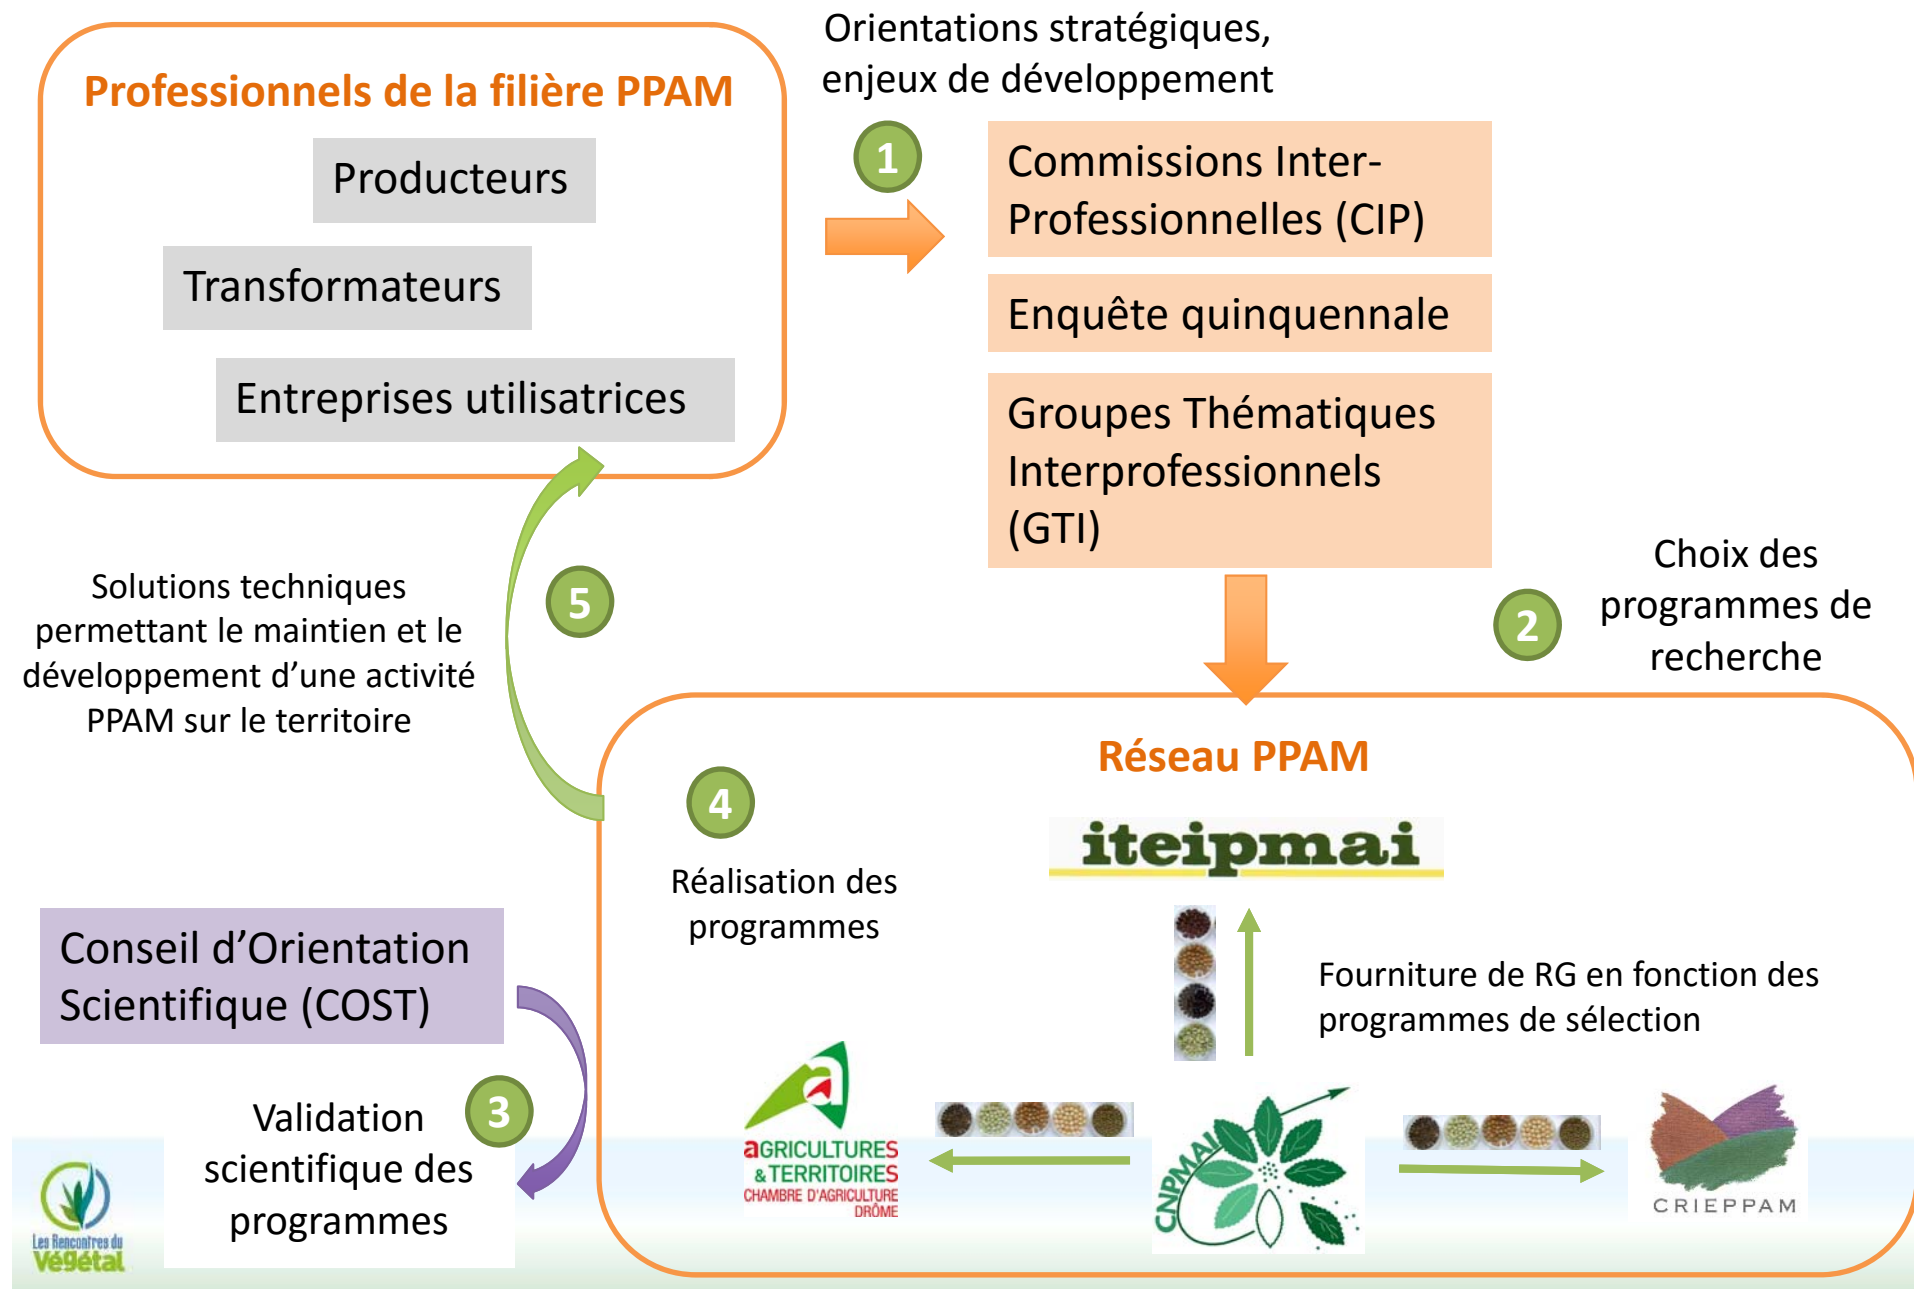 Professionnels de la filière PPAM
Producteurs
Transformateurs
Entreprises utilisatrices
Orientations stratégiques,
enjeux de développement
1
Commissions Inter-
Professionnelles (CIP)
Enquête quinquennale
Groupes Thématiques
Interprofessionnels
(GTI)
2
Choix des
programmes de
recherche
Solutions techniques
permettant le maintien et le
développement d’une activité
PPAM sur le territoire
5
Réseau PPAM
4
Réalisation des
programmes
iteipmai
Fourniture de RG en fonction des
programmes de sélection
Conseil d’Orientation
Scientifique (COST)
3
Validation
scientifique des
programmes
a
aGRICULTURES
&TERRITOIRES
CHAMBRE D'AGRICULTURE
DRÔME
CNPMAI
CRIEPPAM
Les Rencontres du
Végétal